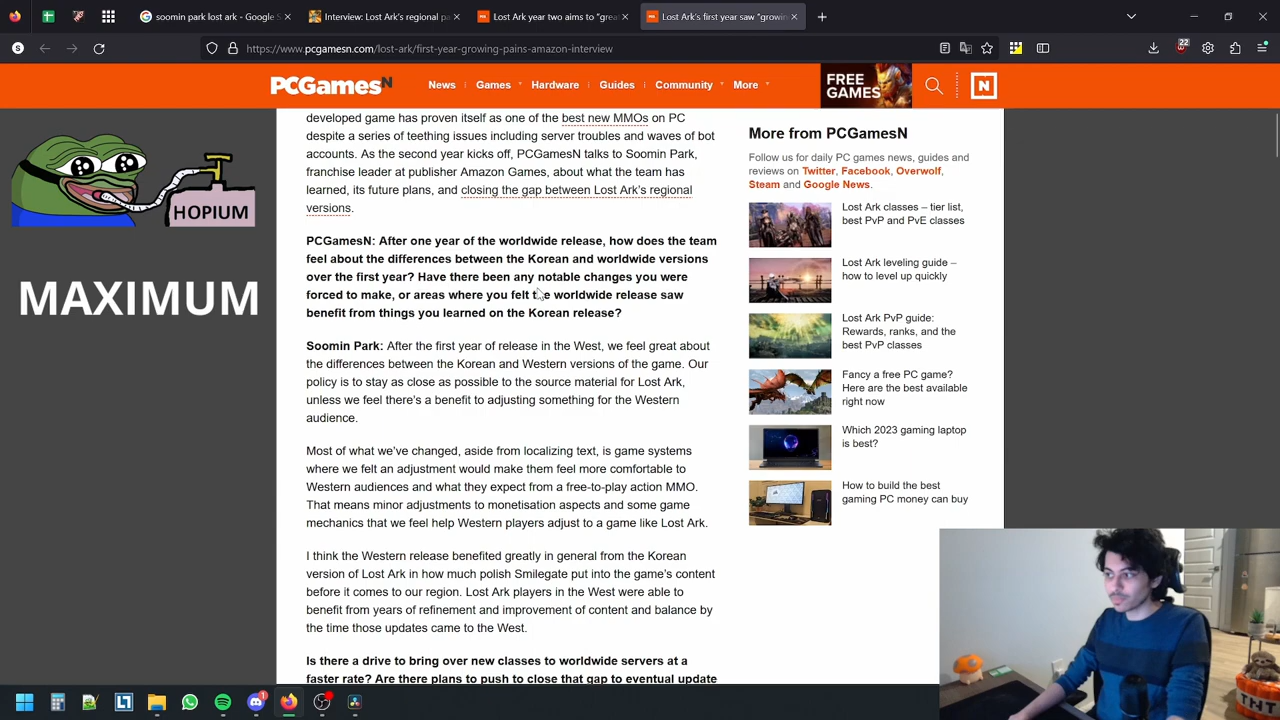 soomin park lost ark - Google S
Interview: Lost Ark's regional pa
Lost Ark year two aims to "grea
Lost Ark's first year saw "growin
https://www.pcgamesn.com/lost-ark/first-year-growing-pains-amazon-interview
22
PCGamesN
News
Games
Hardware
Guides
Community
More
FREE
GAMES
N
HOPIUM
MAXIMUM
developed game has proven itself as one of the best new MMOs on PC
despite a series of teething issues including server troubles and waves of bot
accounts. As the second year kicks off, PCGamesN talks to Soomin Park,
franchise leader at publisher Amazon Games, about what the team has
learned, its future plans, and closing the gap between Lost Ark's regional
versions.
PCGamesN: After one year of the worldwide release, how does the team
feel about the differences between the Korean and worldwide versions
over the first year? Have there been any notable changes you were
forced to make, or areas where you felt the worldwide release saw
benefit from things you learned on the Korean release?
Soomin Park: After the first year of release in the West, we feel great about
the differences between the Korean and Western versions of the game. Our
policy is to stay as close as possible to the source material for Lost Ark,
unless we feel there's a benefit to adjusting something for the Western
audience.
Most of what we've changed, aside from localizing text, is game systems
where we felt an adjustment would make them feel more comfortable to
Western audiences and what they expect from a free-to-play action MMO.
That means minor adjustments to monetisation aspects and some game
mechanics that we feel help Western players adjust to a game like Lost Ark.
I think the Western release benefited greatly in general from the Korean
version of Lost Ark in how much polish Smilegate put into the game's content
before it comes to our region. Lost Ark players in the West were able to
benefit from years of refinement and improvement of content and balance by
the time those updates came to the West.
Is there a drive to bring over new classes to worldwide servers at a
faster rate? Are there plans to push to close that gap to eventual update
More from PCGamesN
Follow us for daily PC games news, guides and
reviews on Twitter, Facebook, Overwolf,
Steam and Google News.
Lost Ark classes – tier list,
best PvP and PvE classes
Lost Ark leveling guide –
how to level up quickly
Lost Ark PvP guide:
Rewards, ranks, and the
best PvP classes
Fancy a free PC game?
Here are the best available
right now
Which 2023 gaming laptop
is best?
How to build the best
gaming PC money can buy
TNT